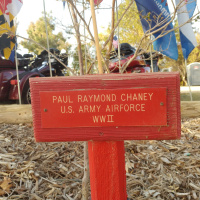 PAUL RAYMOND CHANEY
U.S. ARMY AIRFORCE
WWII